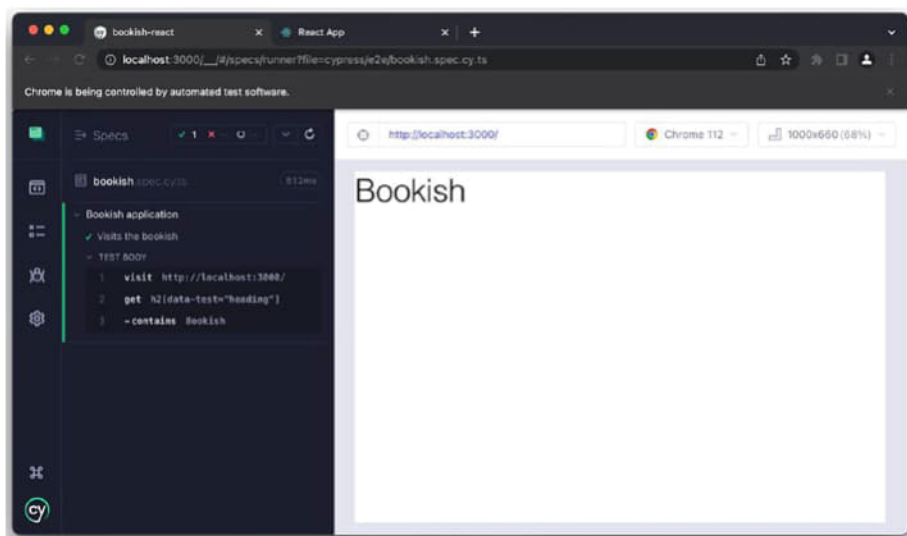 bookish-react
React App
localhost:3000/__/#/specs/runner?file=cypress/e2e/bookish.spec.cy.ts
Chrome is being controlled by automated test software.
Specs
1
http://localhost:3000/
Chrome 112
1000x660 (68%)
bookish.spec.cy.ts
812ms
Bookish application
Visits the bookish
TEST BODY
1 visit http://localhost:3000/
2 get h2[data-test="heading"]
3 -contains Bookish
Bookish
cy